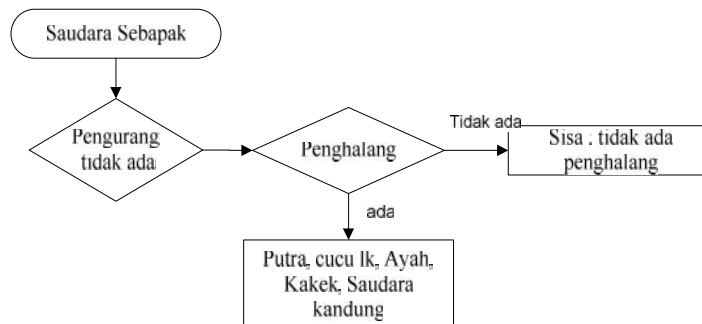 Saudara Sebapak
Pengurang
tidak ada
Penghalang
Tidak ada
Sisa : tidak ada
penghalang
ada
Putra, cucu lk, Ayah,
Kakek, Saudara
kandung